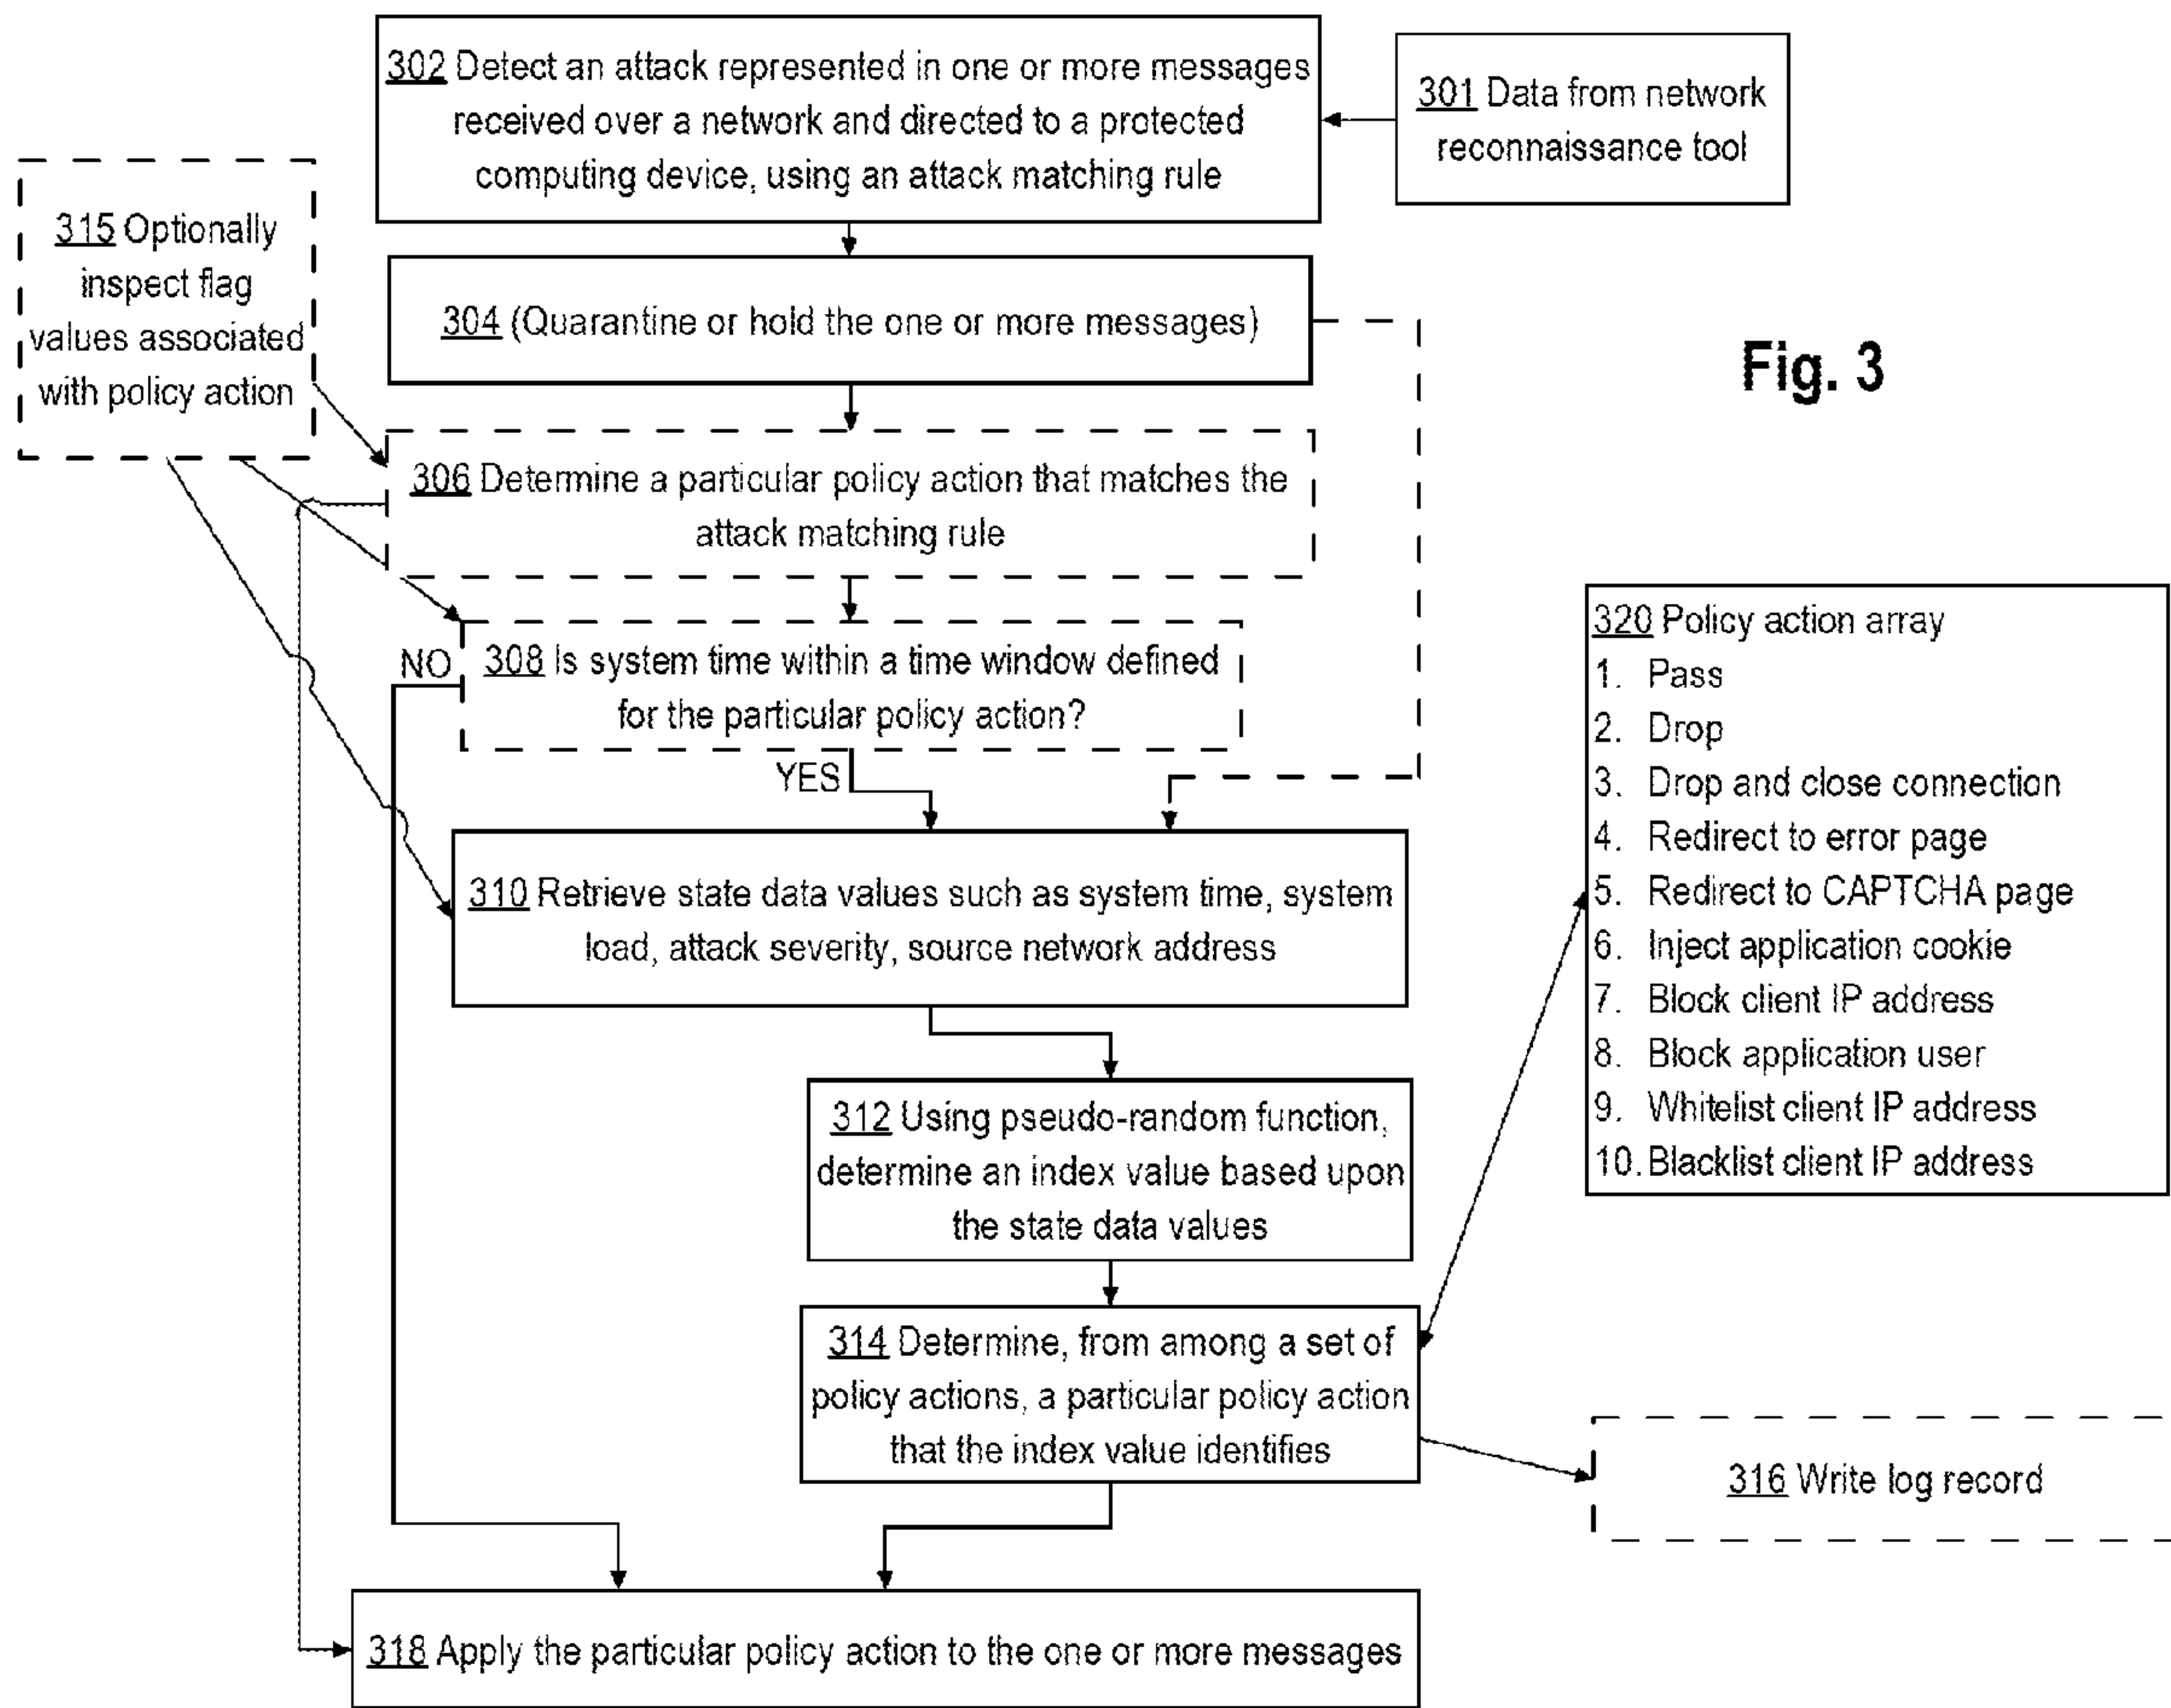 302 Detect an attack represented in one or more messages
received over a network and directed to a protected
computing device, using an attack matching rule
301 Data from network
reconnaissance tool
315 Optionally
inspect flag
values associated
with policy action
304 (Quarantine or hold the one or more messages)
Fig. 3
306 Determine a particular policy action that matches the
attack matching rule
NO
308 Is system time within a time window defined
for the particular policy action?
YES
310 Retrieve state data values such as system time, system
load, attack severity, source network address
312 Using pseudo-random function,
determine an index value based upon
the state data values
314 Determine, from among a set of
policy actions, a particular policy action
that the index value identifies
320 Policy action array
1. Pass
2. Drop
3. Drop and close connection
4. Redirect to error page
5. Redirect to CAPTCHA page
6. Inject application cookie
7. Block client IP address
8. Block application user
9. Whitelist client IP address
10. Blacklist client IP address
316 Write log record
318 Apply the particular policy action to the one or more messages